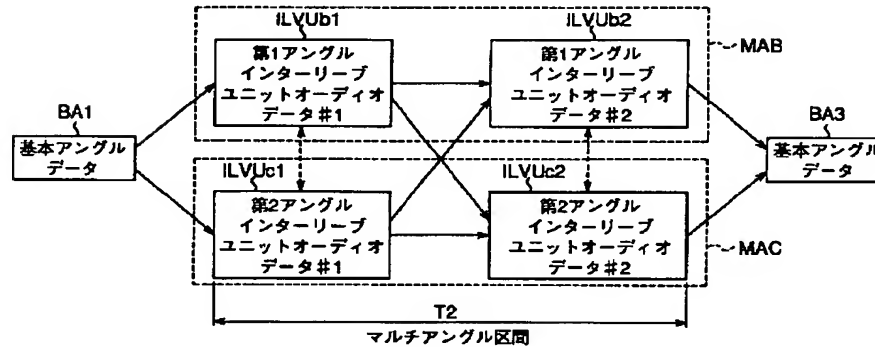 ILVUb1
ILVUb2
第1アングル
インターリーブ
ユニットオーディオ
データ#1
第1アングル
インターリーブ
ユニットオーディオ
データ#2
MAB
BA1
基本アングル
データ
BA3
基本アングル
データ
ILVUc1
ILVUc2
第2アングル
インターリーブ
ユニットオーディオ
データ#1
第2アングル
インターリーブ
ユニットオーディオ
データ#2
MAC
T2
マルチアングル区間